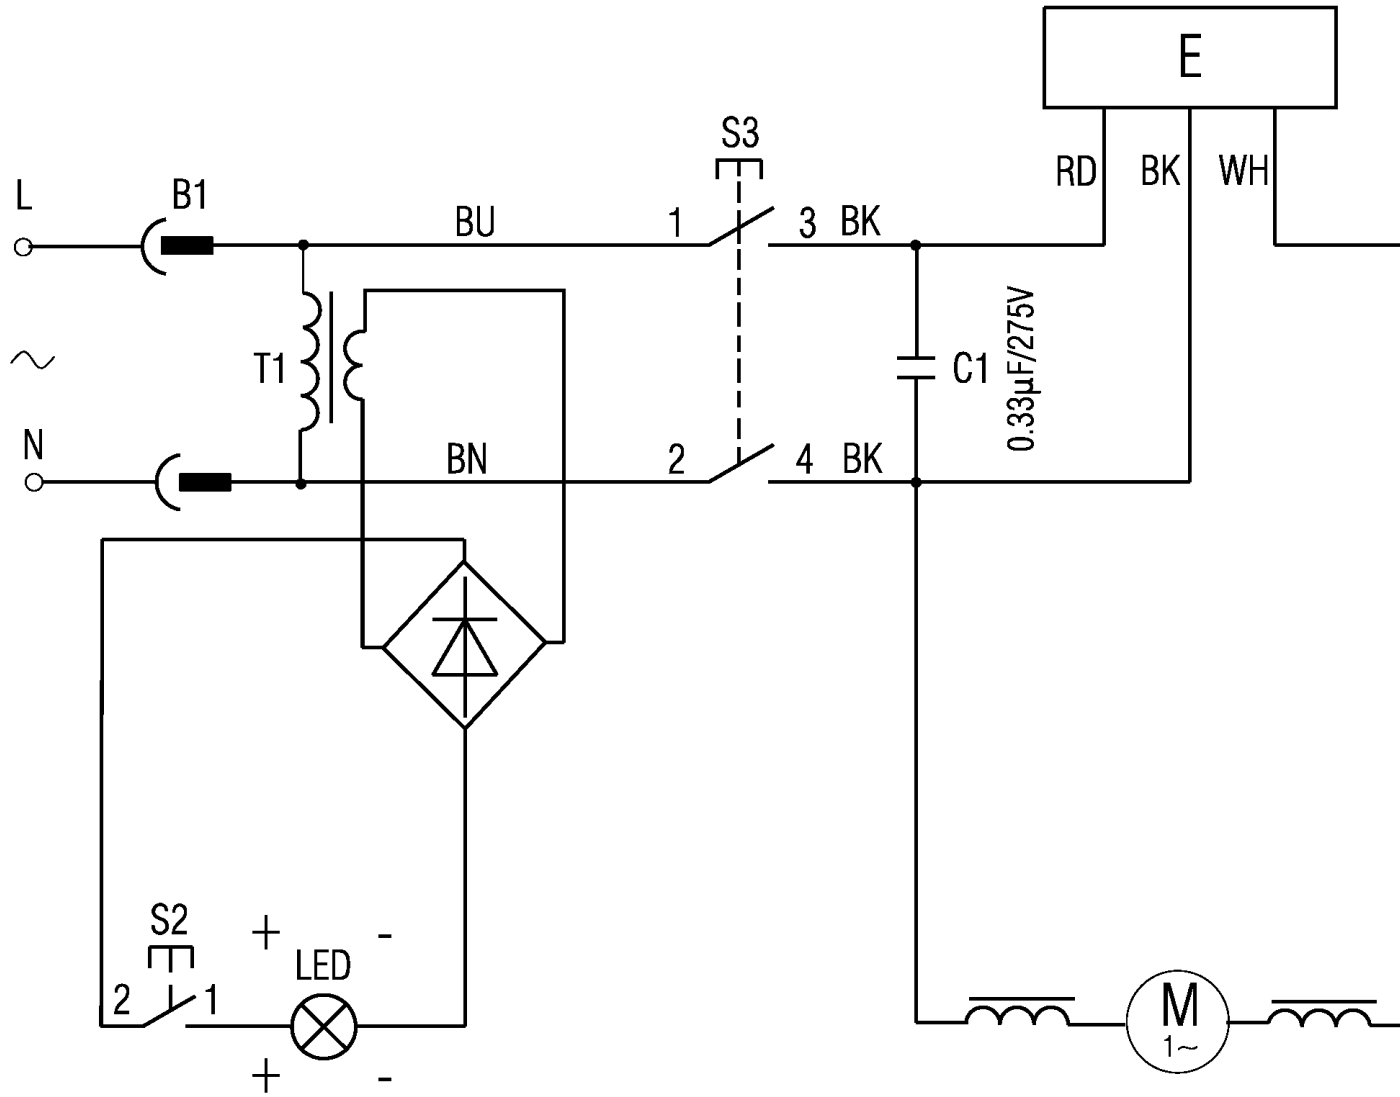 E
S3
RD BK WH
L
B1
BU
1
3 BK
T1
C1
0.33µF/275V
N
BN
2
4 BK
S2
+ -
LED
2 1
M
1~
+ -